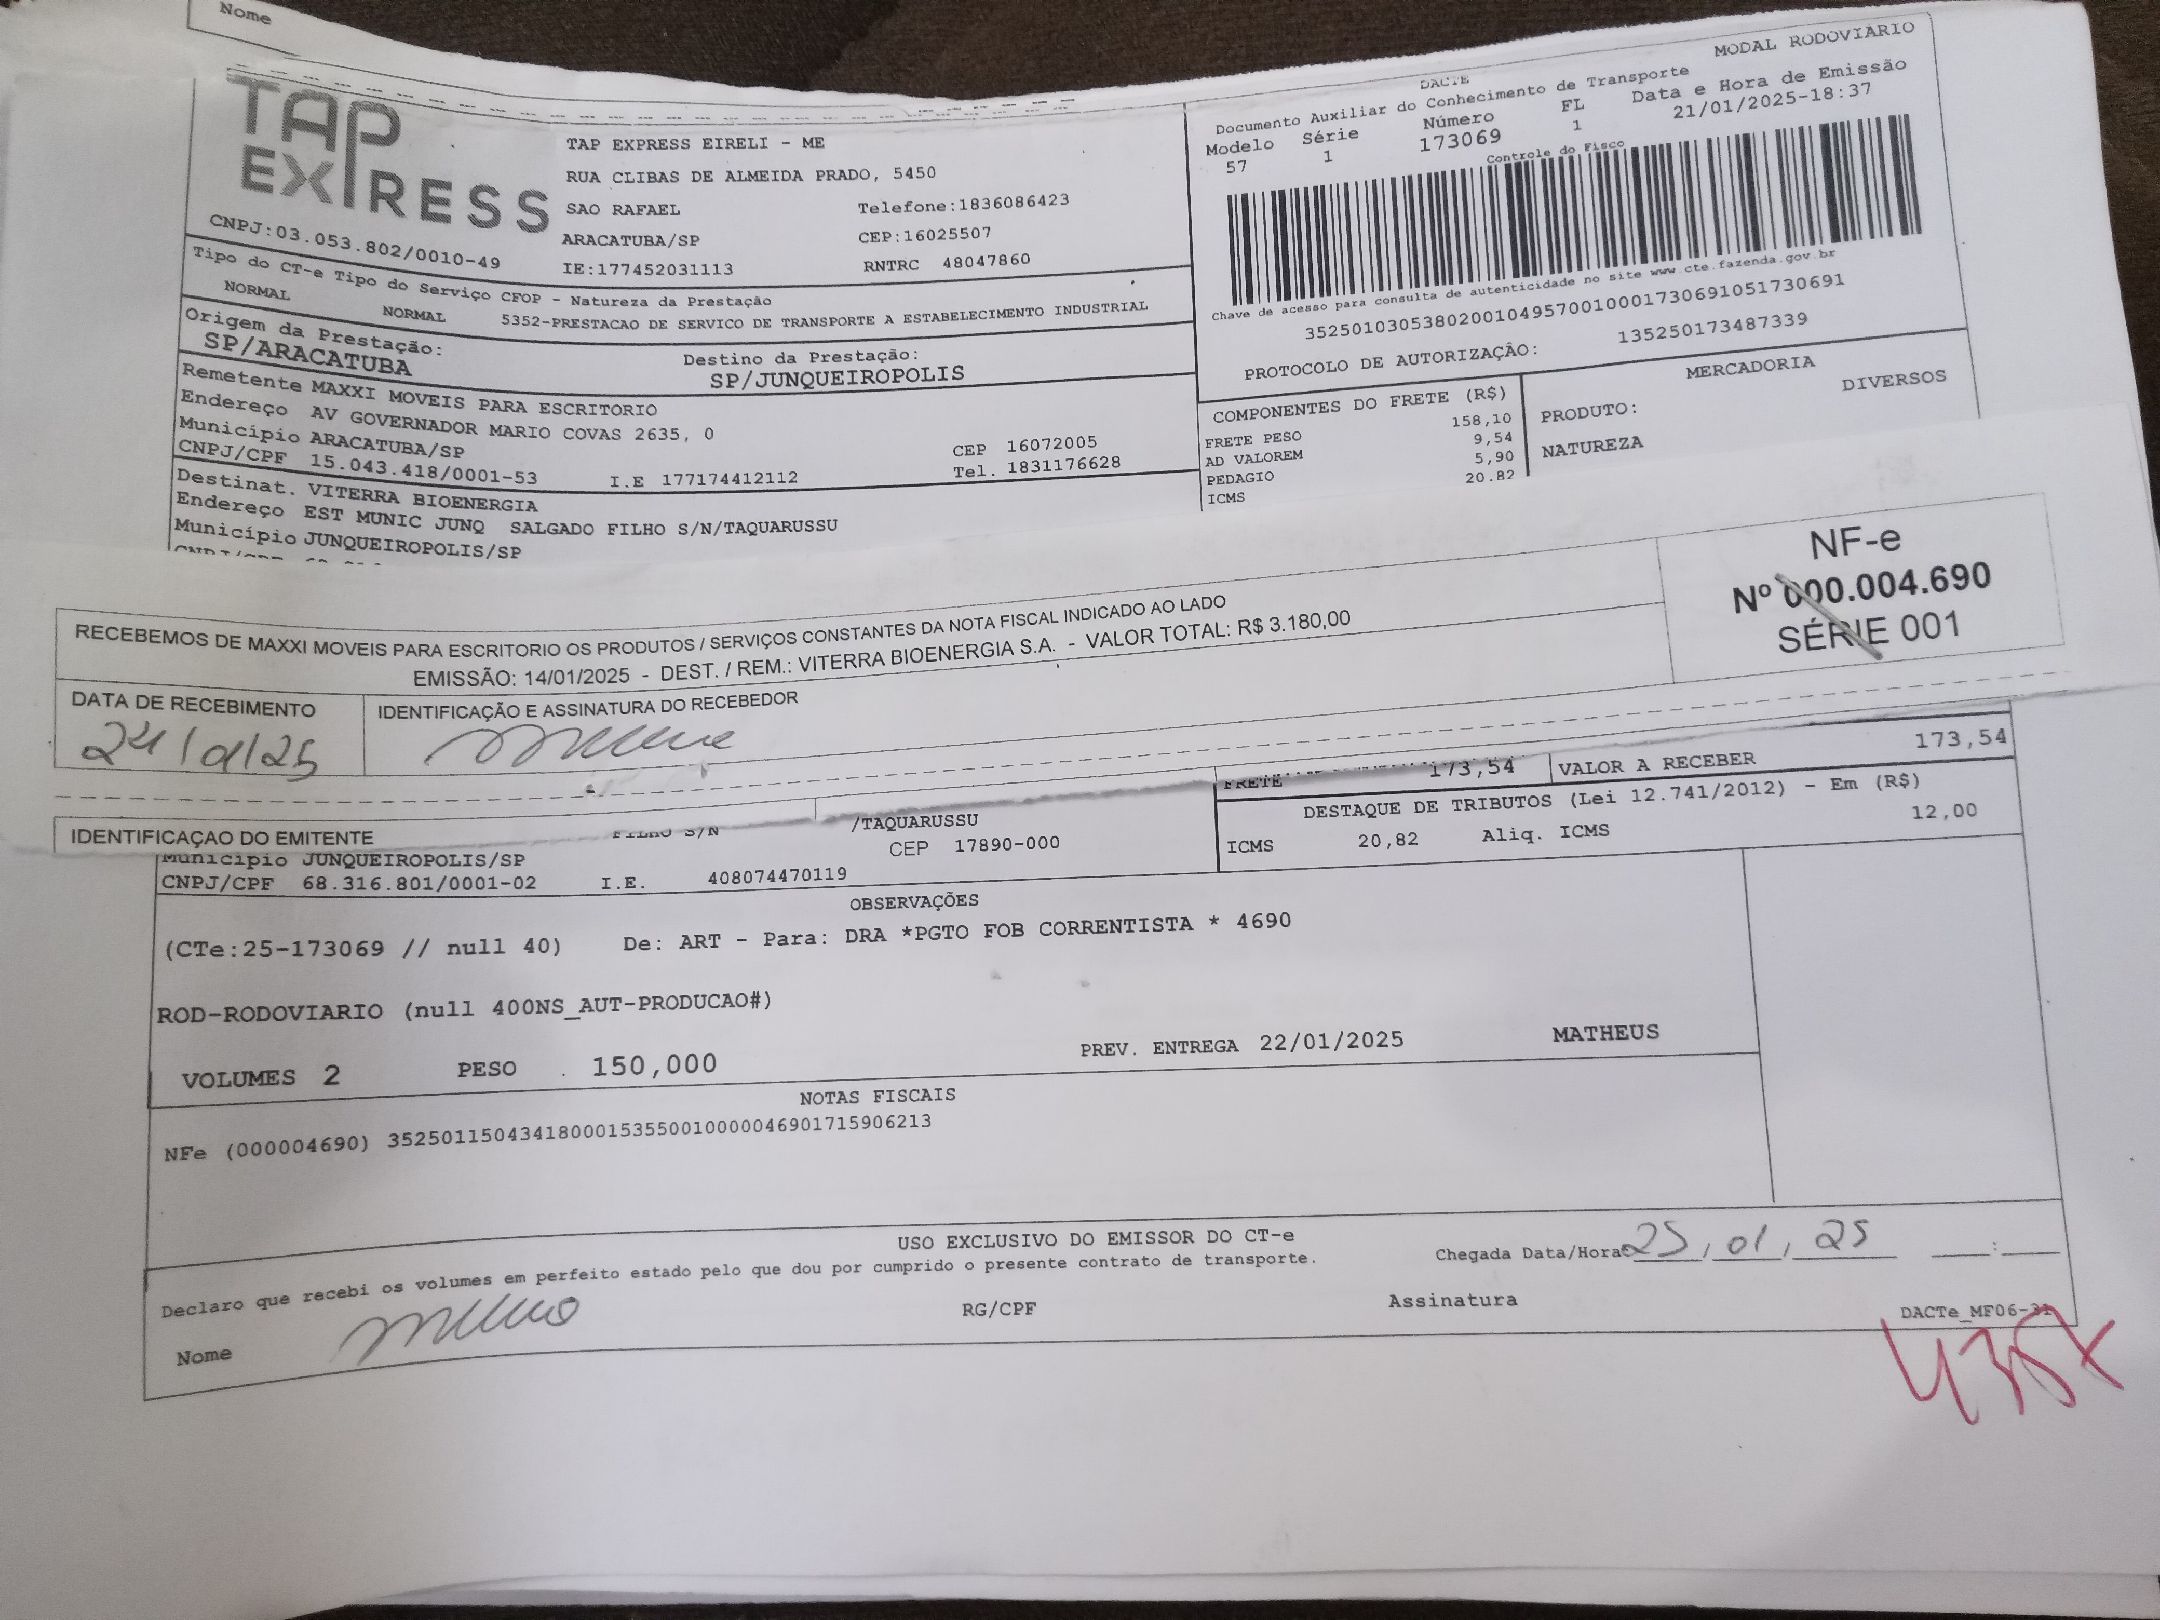 Nome
TAP
EXPRESS
CNPJ:03.053.802/0010-49
TAP EXPRESS EIRELI - ME
RUA CLIBAS DE ALMEIDA PRADO, 5450
SAO RAFAEL Telefone:1836086423
ARACATUBA/SP CEP:16025507
IE:177452031113 RNTRC 48047860
DACTE MODAL RODOVIARIO
Documento Auxiliar do Conhecimento de Transporte
Modelo Série Número FL Data e Hora de Emissão
57 1 173069 1 21/01/2025-18:37
Controle do Fisco
Chave de acesso para consulta de autenticidade no site www.cte.fazenda.gov.br
35250103053802001049570010001730691051730691
PROTOCOLO DE AUTORIZAÇÃO: 135250173487339
Tipo do CT-e Tipo do Serviço CFOP - Natureza da Prestação
NORMAL NORMAL 5352-PRESTACAO DE SERVICO DE TRANSPORTE A ESTABELECIMENTO INDUSTRIAL
Origem da Prestação: Destino da Prestação:
SP/ARACATUBA SP/JUNQUEIROPOLIS
Remetente MAXXI MOVEIS PARA ESCRITORIO
Endereço AV GOVERNADOR MARIO COVAS 2635, 0
Município ARACATUBA/SP CEP 16072005
CNPJ/CPF 15.043.418/0001-53 I.E 177174412112 Tel. 1831176628
Destinat. VITERRA BIOENERGIA
Endereço EST MUNIC JUNQ SALGADO FILHO S/N/TAQUARUSSU
Município JUNQUEIROPOLIS/SP
COMPONENTES DO FRETE (R$)
FRETE PESO 158,10
AD VALOREM 9,54
PEDAGIO 5,90
ICMS 20.82
MERCADORIA
PRODUTO: DIVERSOS
NATUREZA
RECEBEMOS DE MAXXI MOVEIS PARA ESCRITORIO OS PRODUTOS / SERVIÇOS CONSTANTES DA NOTA FISCAL INDICADO AO LADO
EMISSÃO: 14/01/2025 - DEST. / REM.: VITERRA BIOENERGIA S.A. - VALOR TOTAL: R$ 3.180,00
NF-e
Nº 000.004.690
SÉRIE 001
DATA DE RECEBIMENTO IDENTIFICAÇÃO E ASSINATURA DO RECEBEDOR
24/01/25
IDENTIFICAÇÃO DO EMITENTE
FILHO S/N /TAQUARUSSU
Município JUNQUEIROPOLIS/SP CEP 17890-000
CNPJ/CPF 68.316.801/0001-02 I.E. 408074470119
FRETE 173,54 VALOR A RECEBER 173,54
DESTAQUE DE TRIBUTOS (Lei 12.741/2012) - Em (R$)
ICMS 20,82 Aliq. ICMS 12,00
OBSERVAÇÕES
(CTe:25-173069 // null 40) De: ART - Para: DRA *PGTO FOB CORRENTISTA * 4690
ROD-RODOVIARIO (null 400NS_AUT-PRODUCAO#)
VOLUMES 2 PESO . 150,000 PREV. ENTREGA 22/01/2025 MATHEUS
NOTAS FISCAIS
NFe (000004690) 35250115043418000153550010000046901715906213
USO EXCLUSIVO DO EMISSOR DO CT-e
Declaro que recebi os volumes em perfeito estado pelo que dou por cumprido o presente contrato de transporte.
Chegada Data/Hora 25, 01, 25 :
Nome RG/CPF Assinatura
DACTe_MF06-31